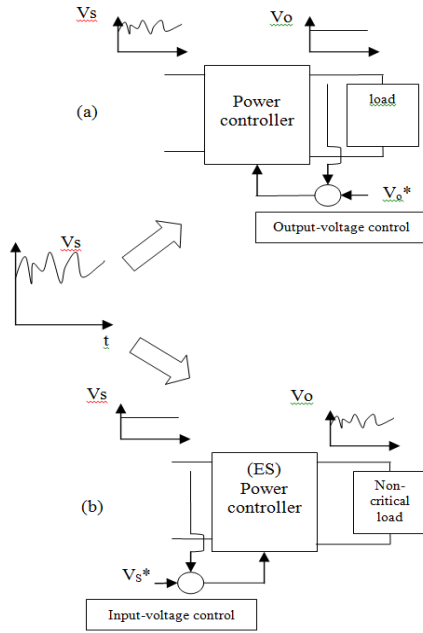 Vs
Vo
Power
controller
load
(a)
Vo*
Output-voltage control
Vs
t
Vs
Vo
(ES)
Power
controller
Non-
critical
load
(b)
VS*
Input-voltage control